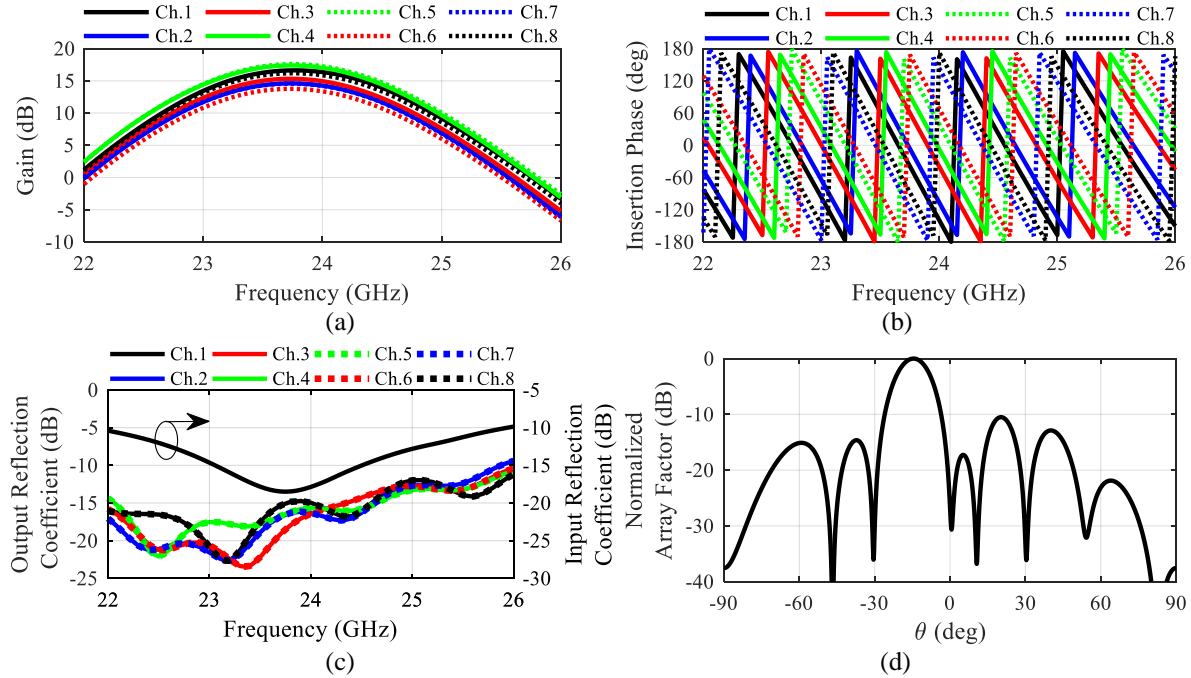 Ch.1 Ch.3 Ch.5 Ch.7
Ch.2 Ch.4 Ch.6 Ch.8
20
15
10
5
0
-5
-10
Gain (dB)
22 23 24 25 26
Frequency (GHz)
(a)
Ch.1 Ch.3 Ch.5 Ch.7
Ch.2 Ch.4 Ch.6 Ch.8
180
120
60
0
-60
-120
-180
Insertion Phase (deg)
22 23 24 25 26
Frequency (GHz)
(b)
Ch.1 Ch.3 Ch.5 Ch.7
Ch.2 Ch.4 Ch.6 Ch.8
0
-5
-10
-15
-20
-25
Output Reflection
Coefficient (dB)
-5
-10
-15
-20
-25
-30
Input Reflection
Coefficient (dB)
22 23 24 25 26
Frequency (GHz)
(c)
0
-10
-20
-30
-40
Normalized
Array Factor (dB)
-90 -60 -30 0 30 60 90
θ (deg)
(d)